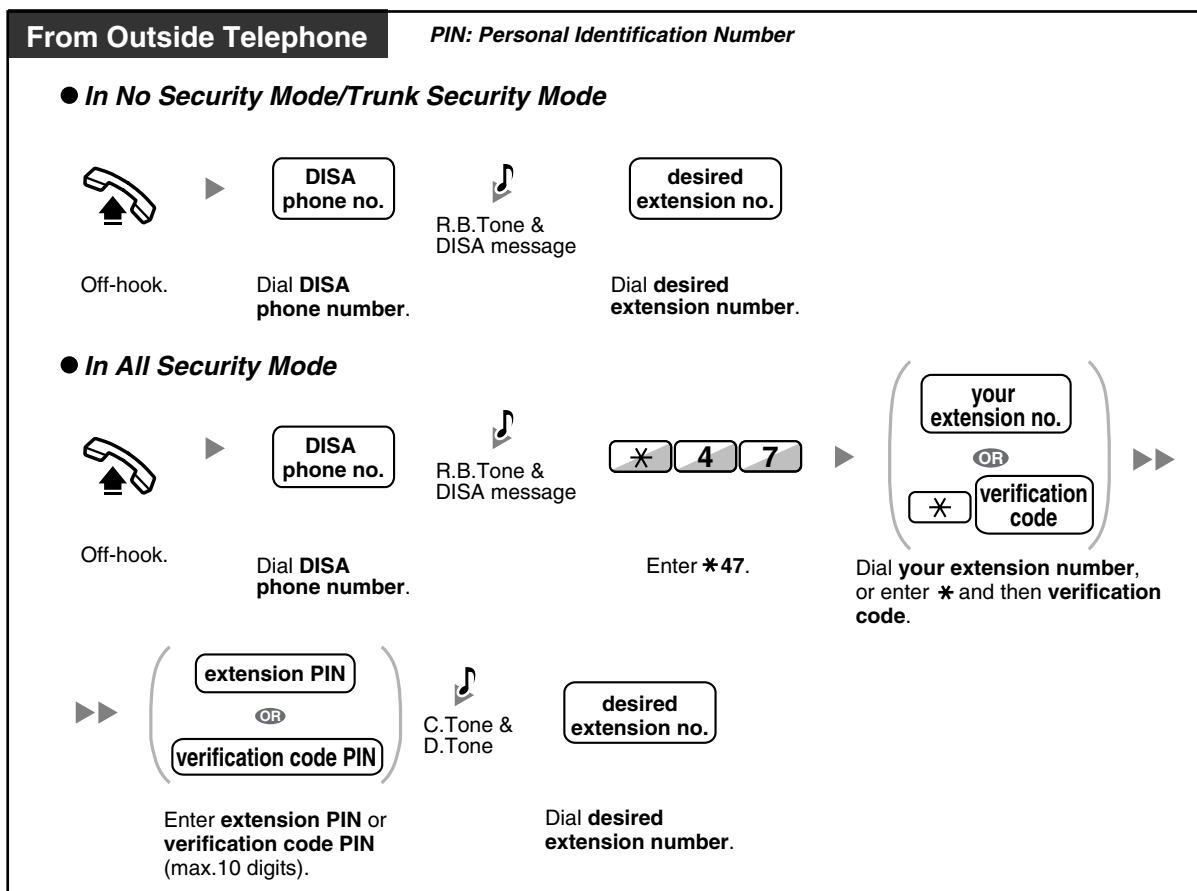 From Outside Telephone
PIN: Personal Identification Number
● In No Security Mode/Trunk Security Mode
DISA
phone no.
R.B.Tone &
DISA message
desired
extension no.
Off-hook.
Dial DISA
phone number.
Dial desired
extension number.
● In All Security Mode
DISA
phone no.
R.B.Tone &
DISA message
* 4 7
your
extension no.
OR
* verification
code
Off-hook.
Dial DISA
phone number.
Enter *47.
Dial your extension number,
or enter * and then verification
code.
extension PIN
OR
verification code PIN
C.Tone &
D.Tone
desired
extension no.
Enter extension PIN or
verification code PIN
(max.10 digits).
Dial desired
extension number.